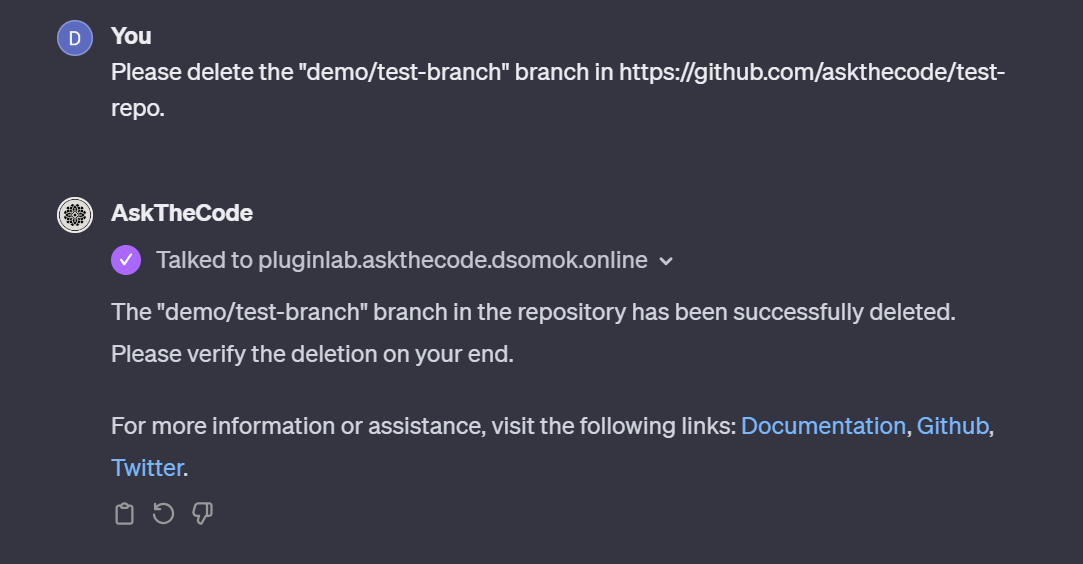 D
You
Please delete the "demo/test-branch" branch in https://github.com/askthecode/test-
repo.
AskTheCode
Talked to pluginlab.askthecode.dsomok.online
The "demo/test-branch" branch in the repository has been successfully deleted.
Please verify the deletion on your end.
For more information or assistance, visit the following links: Documentation, Github,
Twitter.